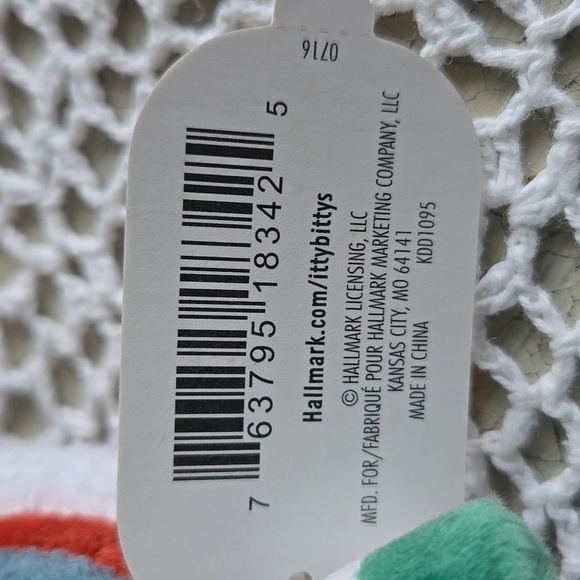 0716
7 63795 18342 5
Hallmark.com/ittybittys
© HALLMARK LICENSING, LLC
MFD. FOR/FABRIQUÉ POUR HALLMARK MARKETING COMPANY, LLC
KANSAS CITY, MO 64141
MADE IN CHINA KDD1095